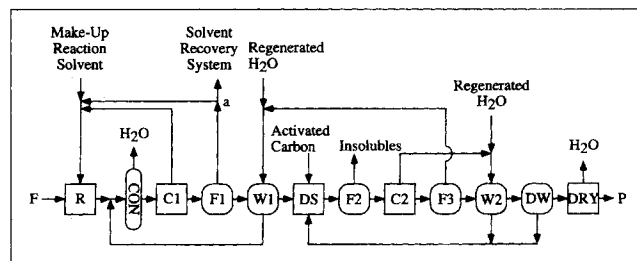 Make-Up
Reaction
Solvent
Solvent
Recovery
System
Regenerated
H2O
Regenerated
H2O
a
H2O
Activated
Carbon
Insolubles
H2O
F R CON C1 F1 W1 DS F2 C2 F3 W2 DW DRY P